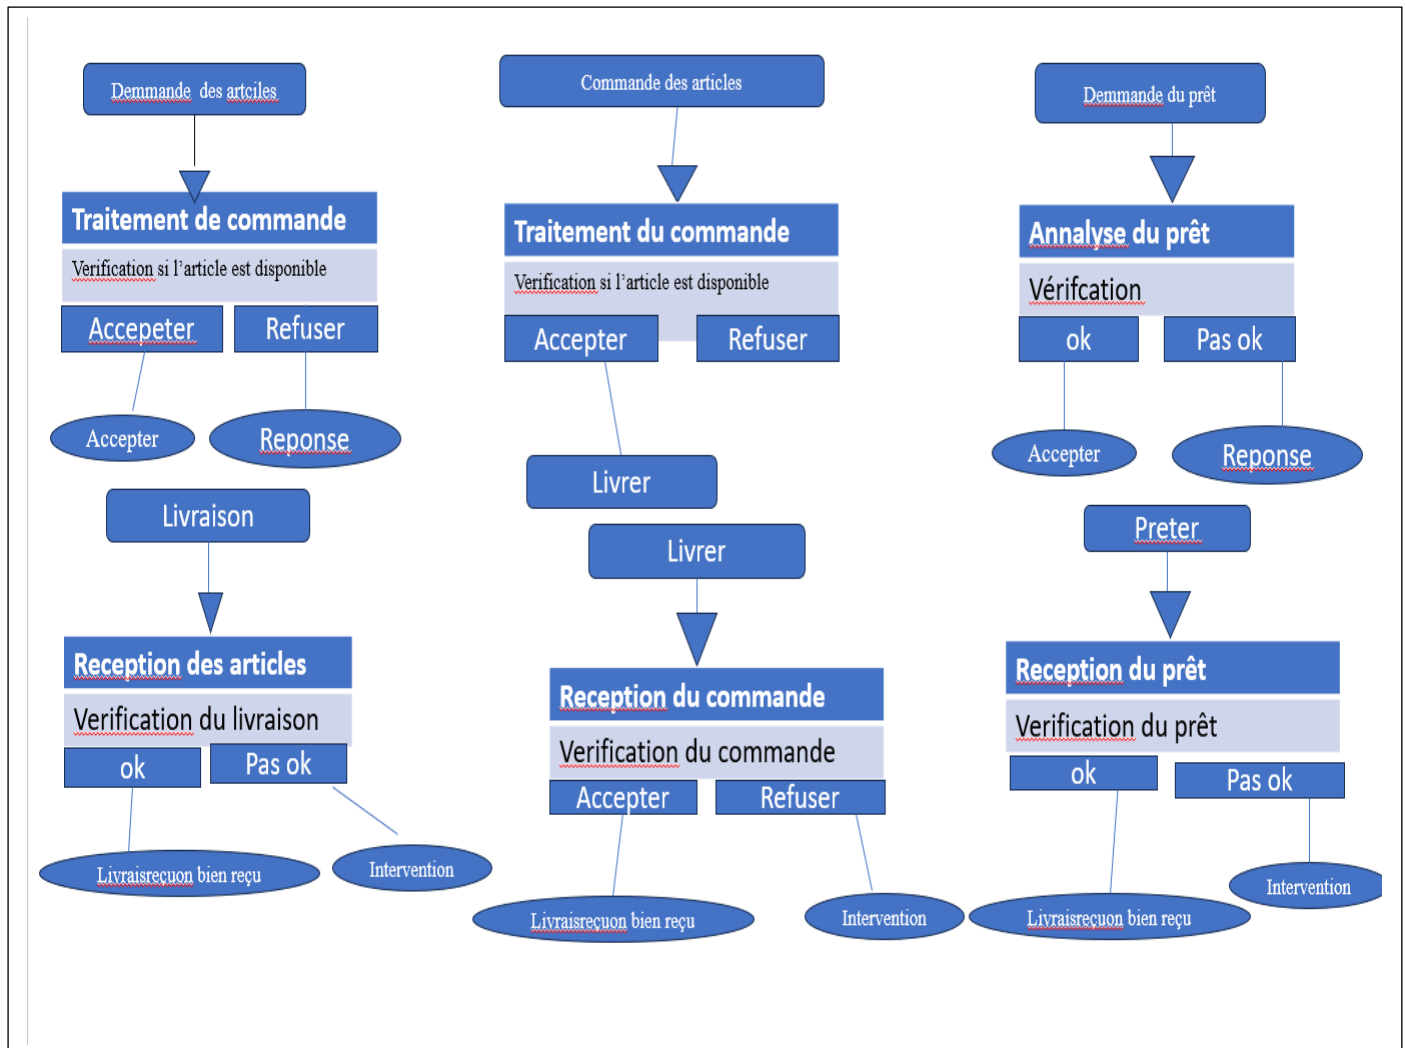 Demmande des artciles
Traitement de commande
Verification si l’article est disponible
Accepeter
Refuser
Accepter
Reponse
Livraison
Reception des articles
Verification du livraison
ok
Pas ok
Livraisreçuon bien reçu
Intervention
Commande des articles
Traitement du commande
Verification si l’article est disponible
Accepter
Refuser
Livrer
Livrer
Reception du commande
Verification du commande
Accepter
Refuser
Livraisreçuon bien reçu
Intervention
Demmande du prêt
Annalyse du prêt
Vérifcation
ok
Pas ok
Accepter
Reponse
Preter
Reception du prêt
Verification du prêt
ok
Pas ok
Livraisreçuon bien reçu
Intervention